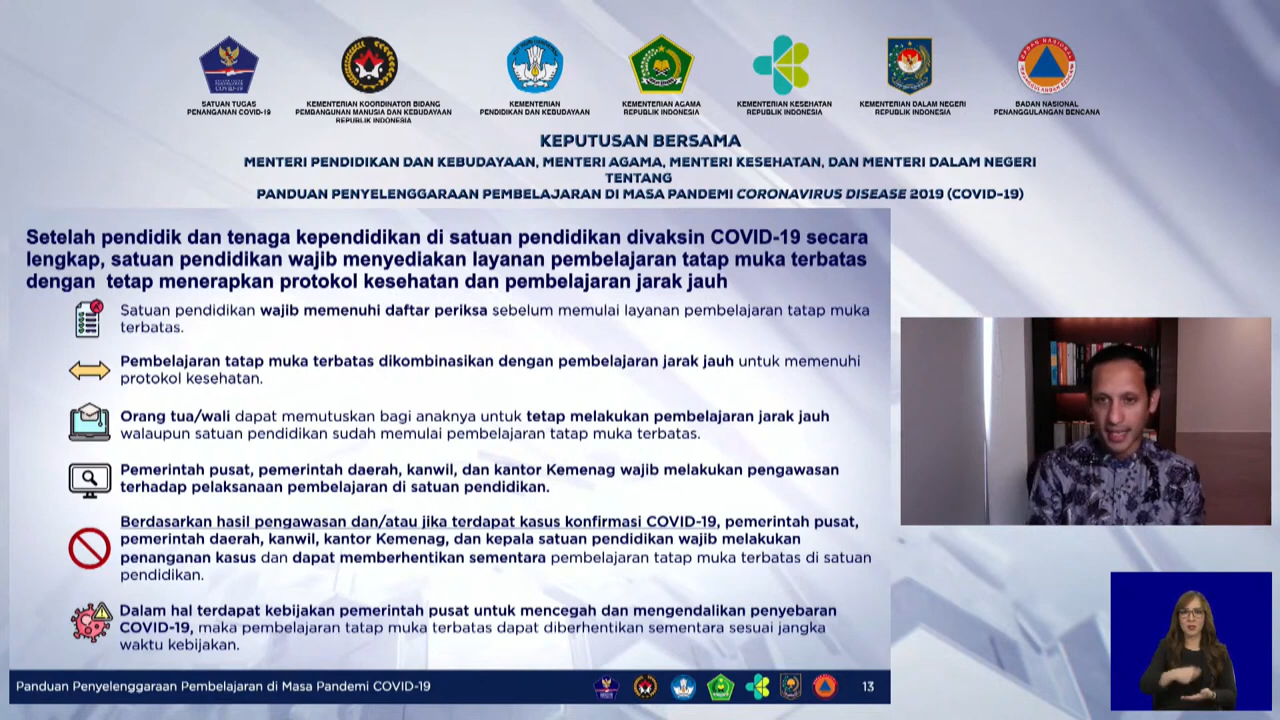 SATUAN TUGAS
PENANGANAN COVID-19
KEMENTERIAN KOORDINATOR BIDANG
PEMBANGUNAN MANUSIA DAN KEBUDAYAAN
REPUBLIK INDONESIA
KEMENTERIAN
PENDIDIKAN DAN KEBUDAYAAN
KEMENTERIAN AGAMA
REPUBLIK INDONESIA
KEMENTERIAN KESEHATAN
REPUBLIK INDONESIA
KEMENTERIAN DALAM NEGERI
REPUBLIK INDONESIA
BADAN NASIONAL
PENANGGULANGAN BENCANA
KEPUTUSAN BERSAMA
MENTERI PENDIDIKAN DAN KEBUDAYAAN, MENTERI AGAMA, MENTERI KESEHATAN, DAN MENTERI DALAM NEGERI
TENTANG
PANDUAN PENYELENGGARAAN PEMBELAJARAN DI MASA PANDEMI CORONAVIRUS DISEASE 2019 (COVID-19)
Setelah pendidik dan tenaga kependidikan di satuan pendidikan divaksin COVID-19 secara
lengkap, satuan pendidikan wajib menyediakan layanan pembelajaran tatap muka terbatas
dengan tetap menerapkan protokol kesehatan dan pembelajaran jarak jauh
Satuan pendidikan wajib memenuhi daftar periksa sebelum memulai layanan pembelajaran tatap muka
terbatas.
Pembelajaran tatap muka terbatas dikombinasikan dengan pembelajaran jarak jauh untuk memenuhi
protokol kesehatan.
Orang tua/wali dapat memutuskan bagi anaknya untuk tetap melakukan pembelajaran jarak jauh
walaupun satuan pendidikan sudah memulai pembelajaran tatap muka terbatas.
Pemerintah pusat, pemerintah daerah, kanwil, dan kantor Kemenag wajib melakukan pengawasan
terhadap pelaksanaan pembelajaran di satuan pendidikan.
Berdasarkan hasil pengawasan dan/atau jika terdapat kasus konfirmasi COVID-19, pemerintah pusat,
pemerintah daerah, kanwil, kantor Kemenag, dan kepala satuan pendidikan wajib melakukan
penanganan kasus dan dapat memberhentikan sementara pembelajaran tatap muka terbatas di satuan
pendidikan.
Dalam hal terdapat kebijakan pemerintah pusat untuk mencegah dan mengendalikan penyebaran
COVID-19, maka pembelajaran tatap muka terbatas dapat diberhentikan sementara sesuai jangka
waktu kebijakan.
Panduan Penyelenggaraan Pembelajaran di Masa Pandemi COVID-19
13